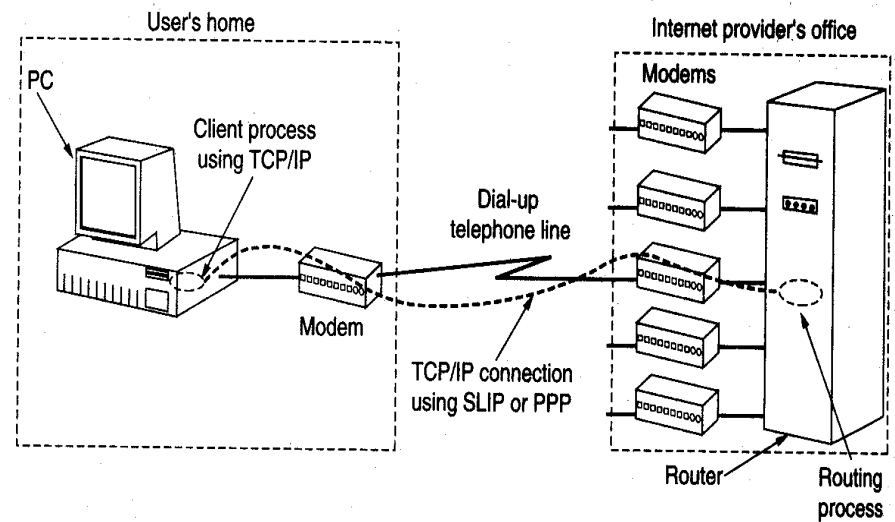 User's home
Internet provider's office
PC
Client process
using TCP/IP
Modems
Dial-up
telephone line
Modem
TCP/IP connection
using SLIP or PPP
Router
Routing
process